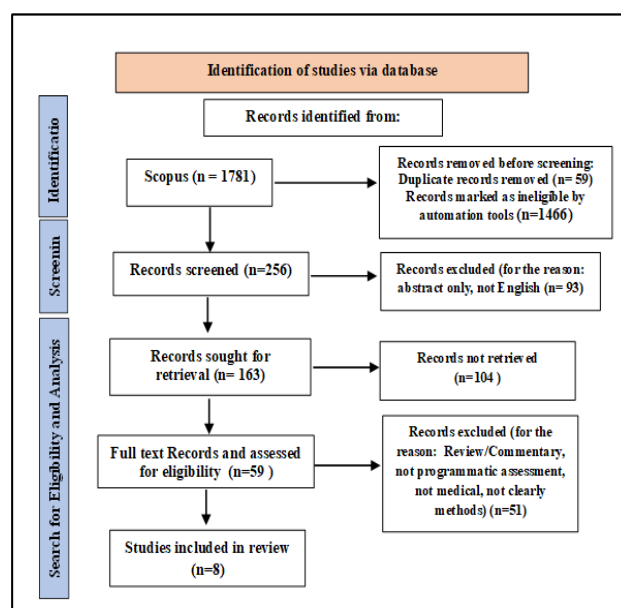 Identification of studies via database
Identificatio
Records identified from:
Scopus (n = 1781)
Records removed before screening:
Duplicate records removed (n= 59)
Records marked as ineligible by
automation tools (n=1466)
Screenin
Records screened (n=256)
Records excluded (for the reason:
abstract only, not English (n= 93)
Search for Eligibility and Analysis
Records sought for
retrieval (n= 163)
Records not retrieved
(n=104 )
Full text Records and assessed
for eligibility (n=59 )
Records excluded (for the
reason: Review/Commentary,
not programmatic assessment,
not medical, not clearly
methods) (n=51)
Studies included in review
(n=8)